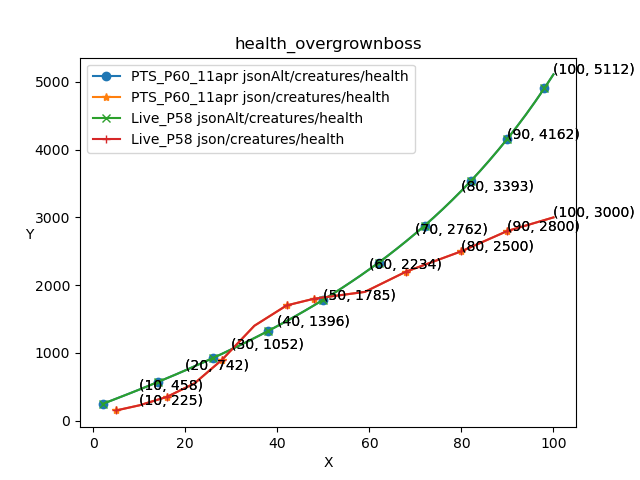 health_overgrownboss
PTS_P60_11apr jsonAlt/creatures/health
PTS_P60_11apr json/creatures/health
Live_P58 jsonAlt/creatures/health
Live_P58 json/creatures/health
(100, 5112)
(90, 4162)
(80, 3393)
(100, 3000)
(90, 2800)
(70, 2762)
(80, 2500)
(60, 2234)
(50, 1785)
(40, 1396)
(30, 1052)
(20, 742)
(10, 458)
(10, 225)
5000
4000
3000
2000
1000
0
Y
0 20 40 60 80 100
X